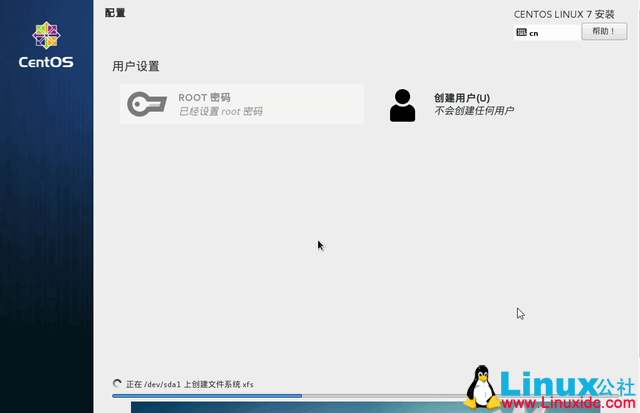 配置
CENTOS LINUX 7 安装
cn
帮助！
CentOS
用户设置
ROOT 密码
已经设置 root 密码
创建用户(U)
不会创建任何用户
正在 /dev/sda1 上创建文件系统 xfs
Linux公社
www.Linuxidc.com